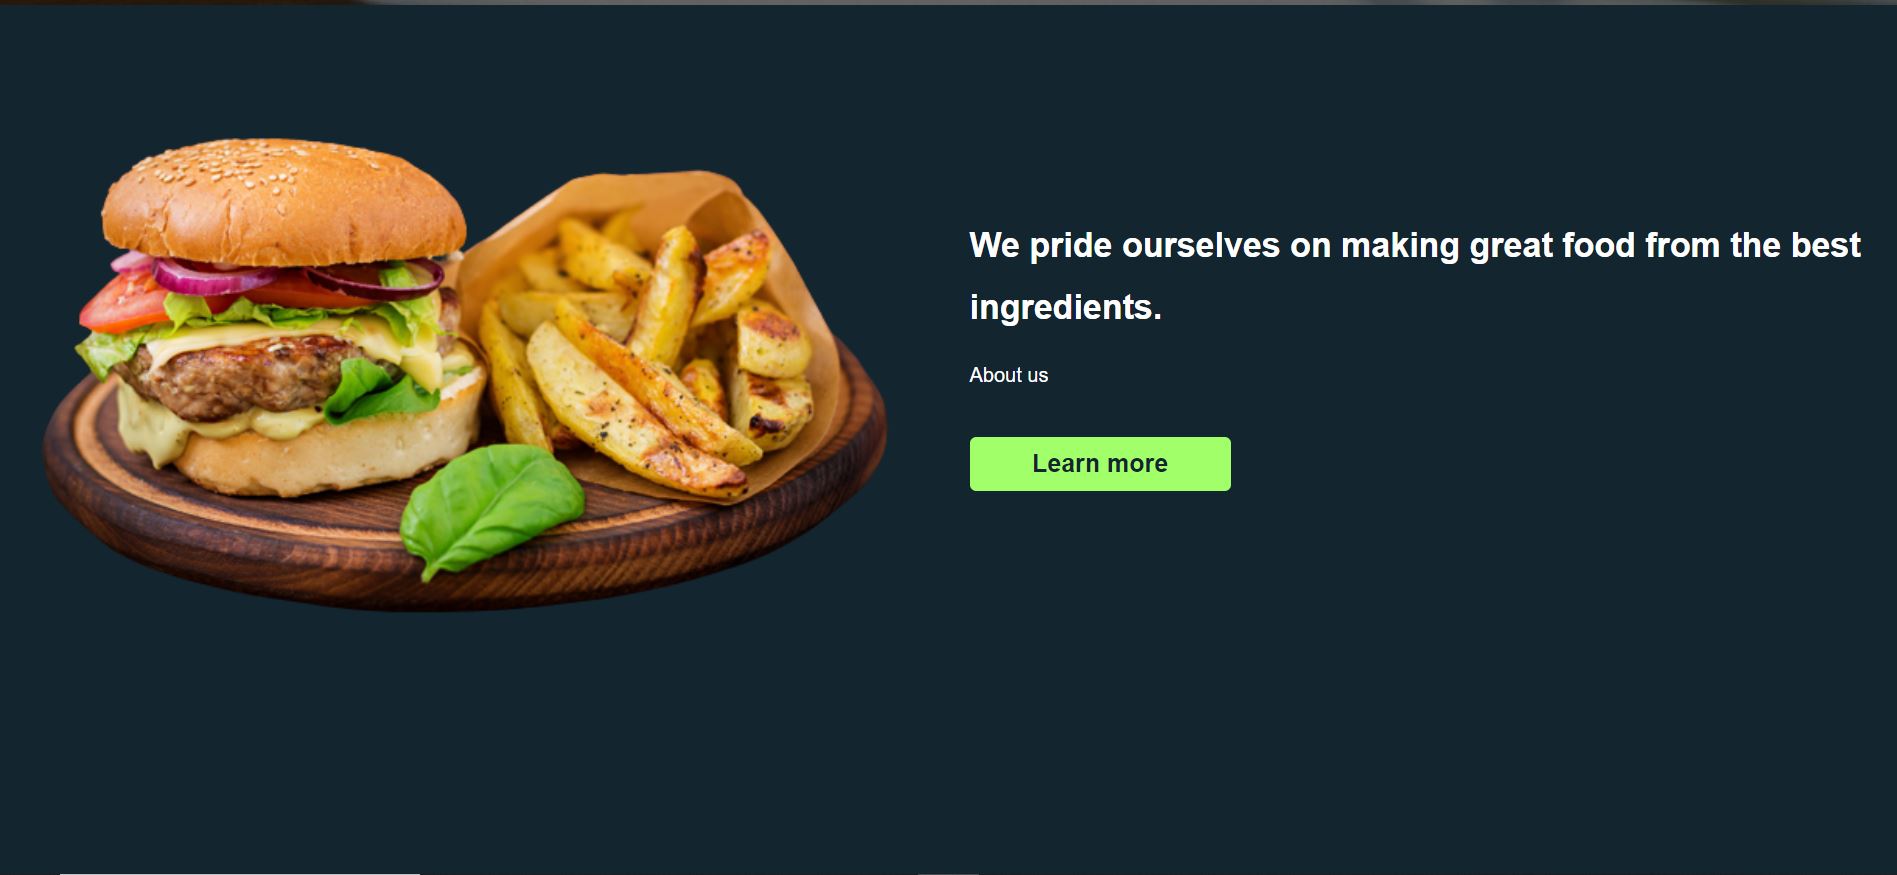 We pride ourselves on making great food from the best
ingredients.
About us
Learn more